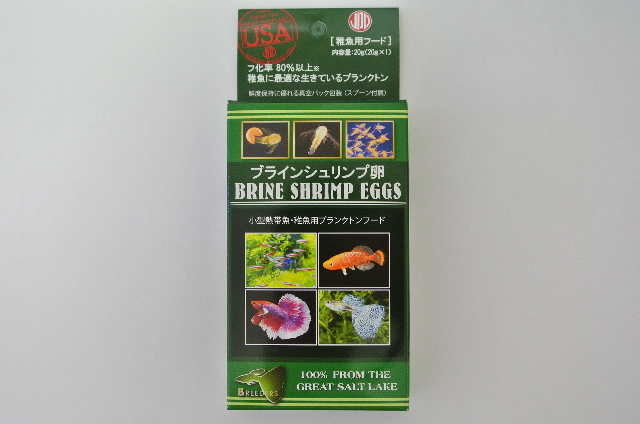 USA
JPD
JPD
[稚魚用フード]
内容量:20g(20g×1)
フ化率 80%以上※
稚魚に最適な生きているプランクトン
鮮度保持に優れる真空パック包装(スプーン付属)
ブラインシュリンプ卵
BRINE SHRIMP EGGS
小型熱帯魚・稚魚用プランクトンフード
BREEDERS
100% FROM THE
GREAT SALT LAKE